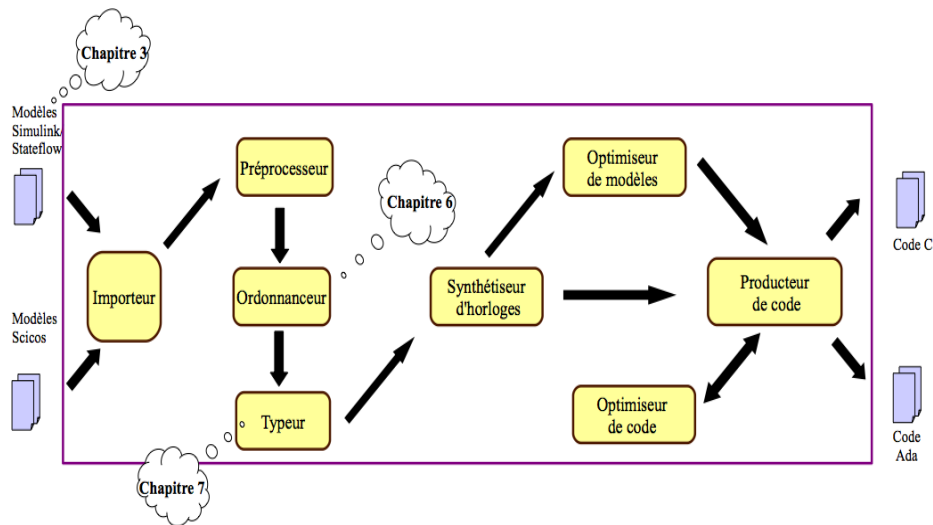 Chapitre 3
Modèles
Simulink/
Stateflow
Préprocesseur
Optimiseur
de modèles
Chapitre 6
Code C
Importeur
Ordonnanceur
Synthétiseur
d'horloges
Producteur
de code
Modèles
Scicos
Typeur
Optimiseur
de code
Code
Ada
Chapitre 7